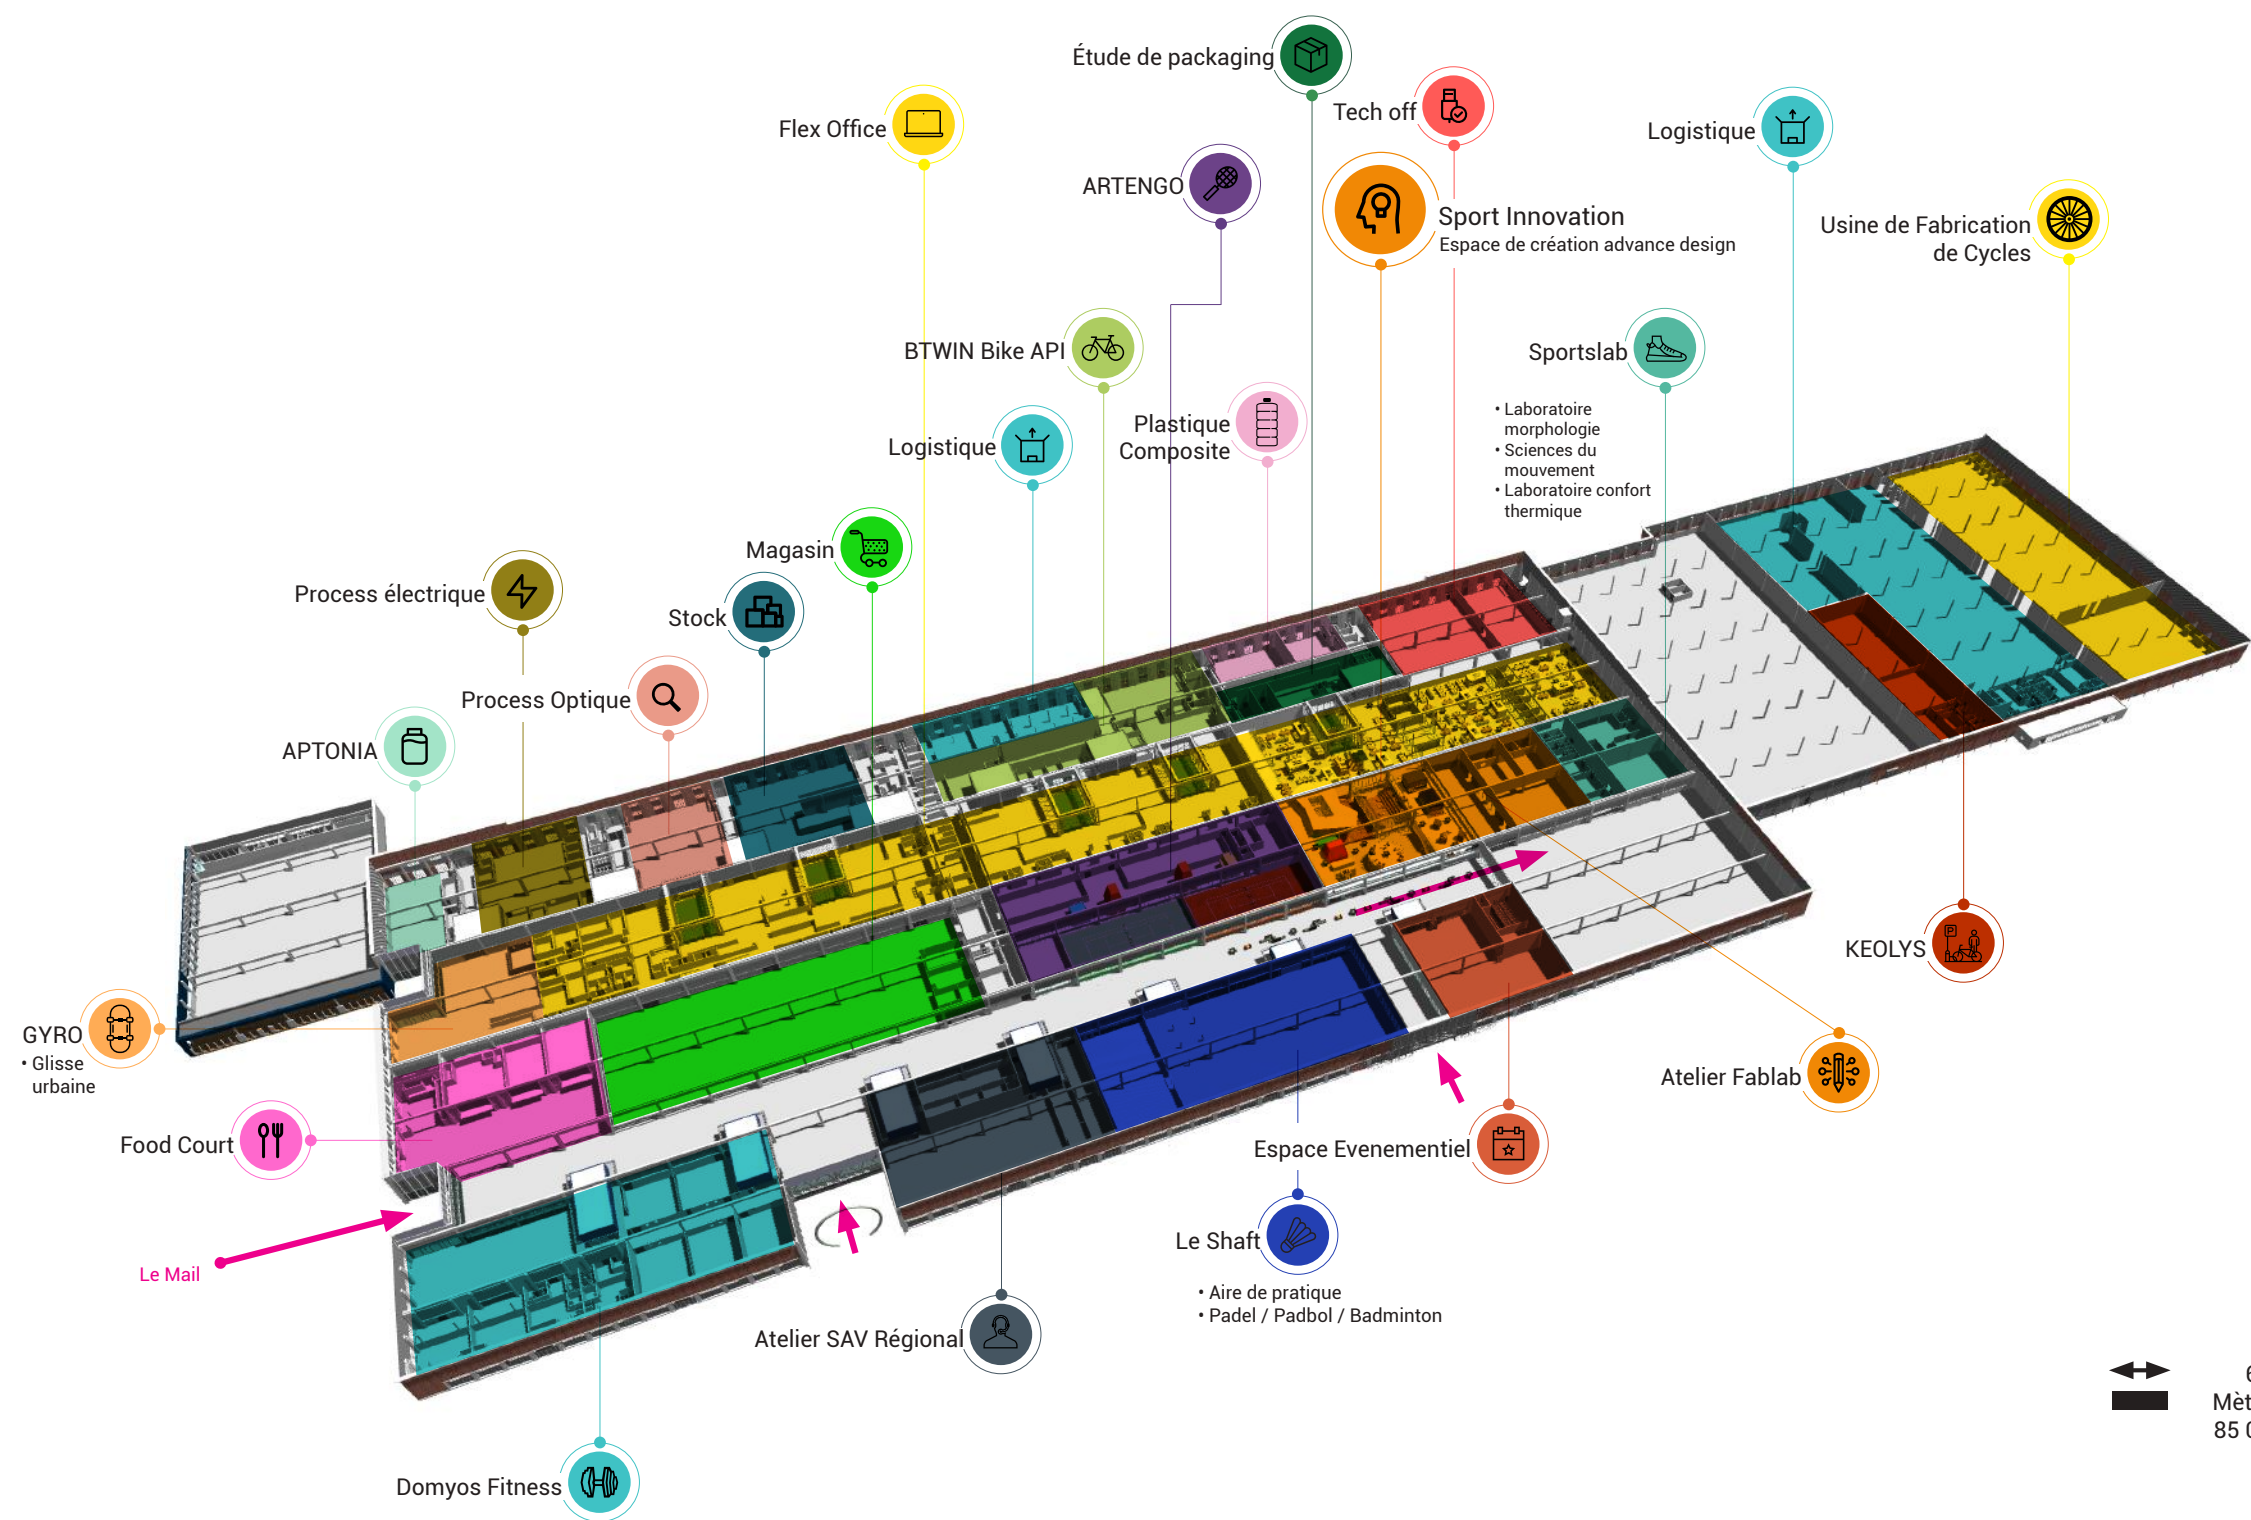 Étude de packaging
Flex Office
Tech off
Logistique
ARTENGO
Sport Innovation
Espace de création advance design
Usine de Fabrication
de Cycles
BTWIN Bike API
Sportslab
• Laboratoire
morphologie
• Sciences du
mouvement
• Laboratoire confort
thermique
Logistique
Plastique
Composite
Magasin
Process électrique
Stock
Process Optique
APTONIA
GYRO
• Glisse
urbaine
KEOLYS
Atelier Fablab
Food Court
Espace Evenementiel
Le Mail
Le Shaft
• Aire de pratique
• Padel / Padbol / Badminton
Atelier SAV Régional
Domyos Fitness
P
Mèt
85 0